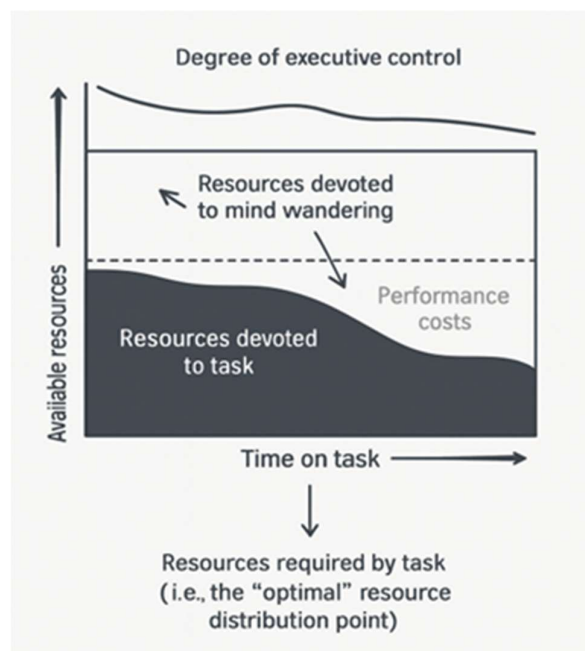 Degree of executive control
Resources devoted
to mind wandering
Performance
costs
Resources devoted
to task
Available resources
Time on task
Resources required by task
(i.e., the “optimal” resource
distribution point)